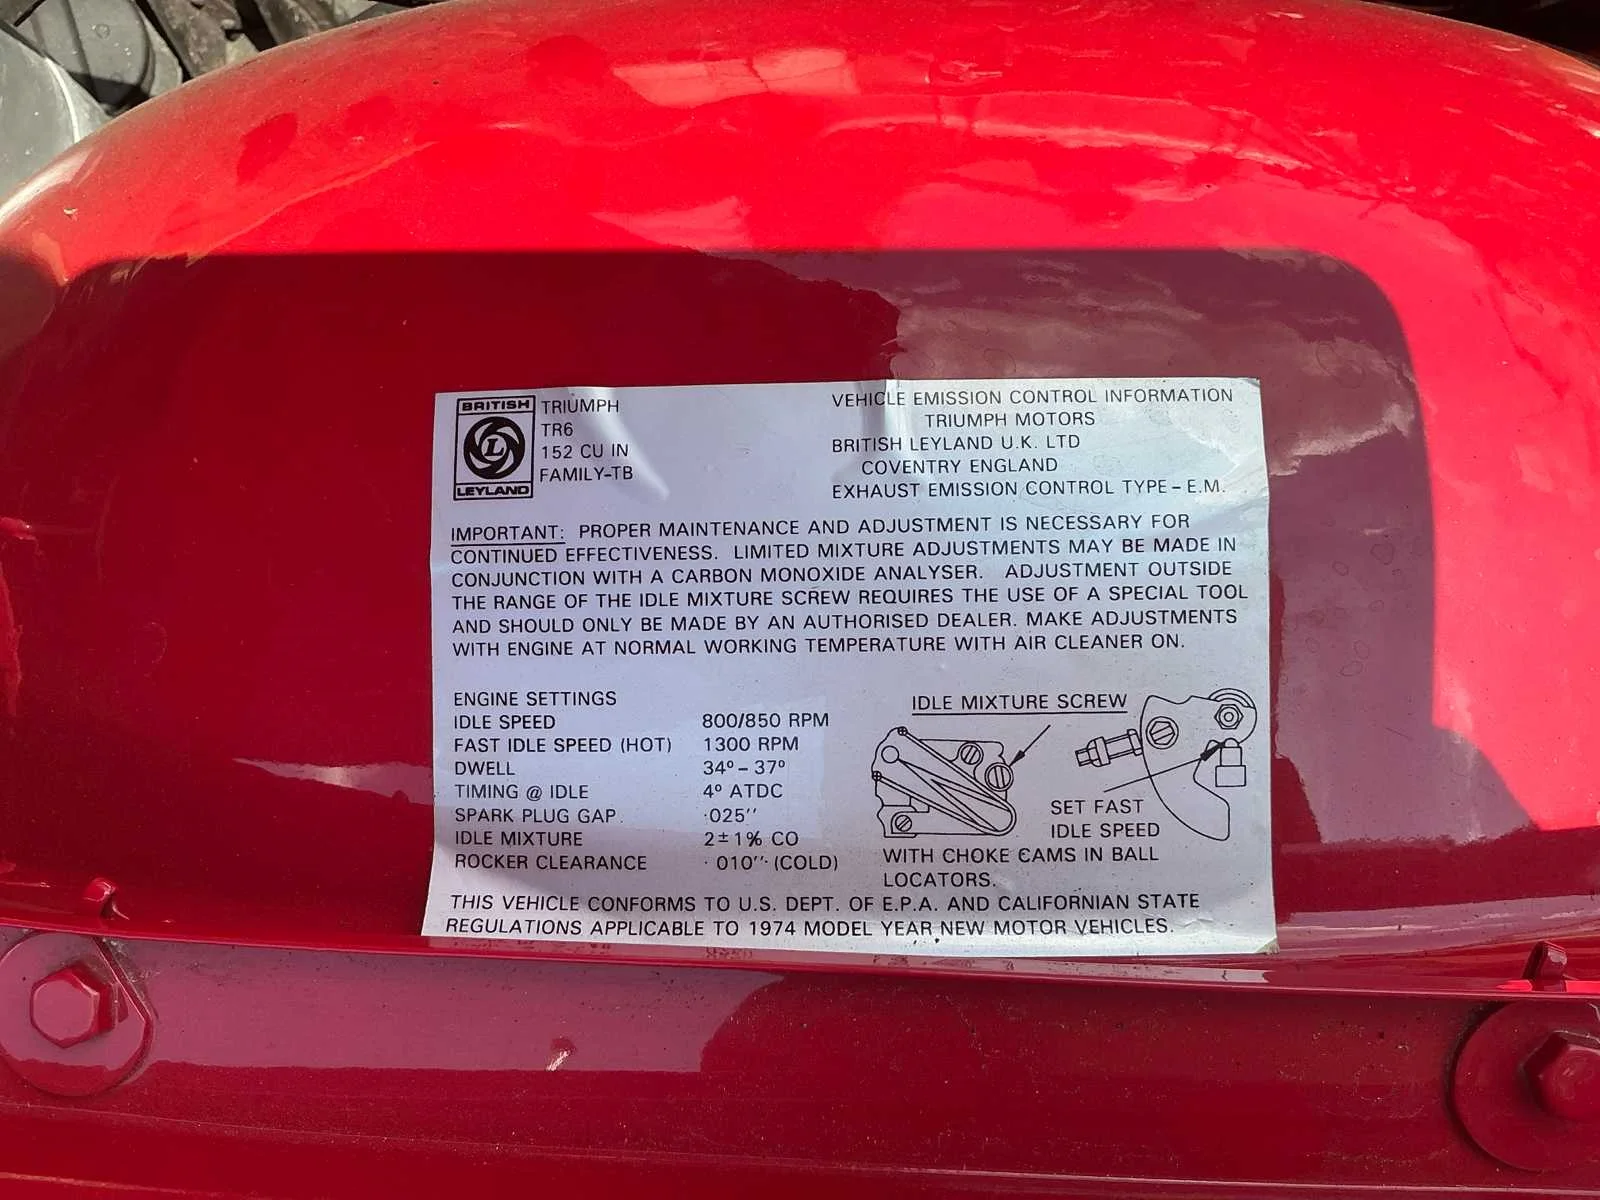 BRITISH
LEYLAND
TRIUMPH
TR6
152 CU IN
FAMILY-TB
VEHICLE EMISSION CONTROL INFORMATION
TRIUMPH MOTORS
BRITISH LEYLAND U.K. LTD
COVENTRY ENGLAND
EXHAUST EMISSION CONTROL TYPE - E.M.
IMPORTANT: PROPER MAINTENANCE AND ADJUSTMENT IS NECESSARY FOR
CONTINUED EFFECTIVENESS. LIMITED MIXTURE ADJUSTMENTS MAY BE MADE IN
CONJUNCTION WITH A CARBON MONOXIDE ANALYSER. ADJUSTMENT OUTSIDE
THE RANGE OF THE IDLE MIXTURE SCREW REQUIRES THE USE OF A SPECIAL TOOL
AND SHOULD ONLY BE MADE BY AN AUTHORISED DEALER. MAKE ADJUSTMENTS
WITH ENGINE AT NORMAL WORKING TEMPERATURE WITH AIR CLEANER ON.
ENGINE SETTINGS
IDLE SPEED 800/850 RPM
FAST IDLE SPEED (HOT) 1300 RPM
DWELL 34º - 37º
TIMING @ IDLE 4º ATDC
SPARK PLUG GAP. ·025''
IDLE MIXTURE 2±1% CO
ROCKER CLEARANCE ·010'' (COLD)
IDLE MIXTURE SCREW
SET FAST
IDLE SPEED
WITH CHOKE CAMS IN BALL
LOCATORS.
THIS VEHICLE CONFORMS TO U.S. DEPT. OF E.P.A. AND CALIFORNIAN STATE
REGULATIONS APPLICABLE TO 1974 MODEL YEAR NEW MOTOR VEHICLES.